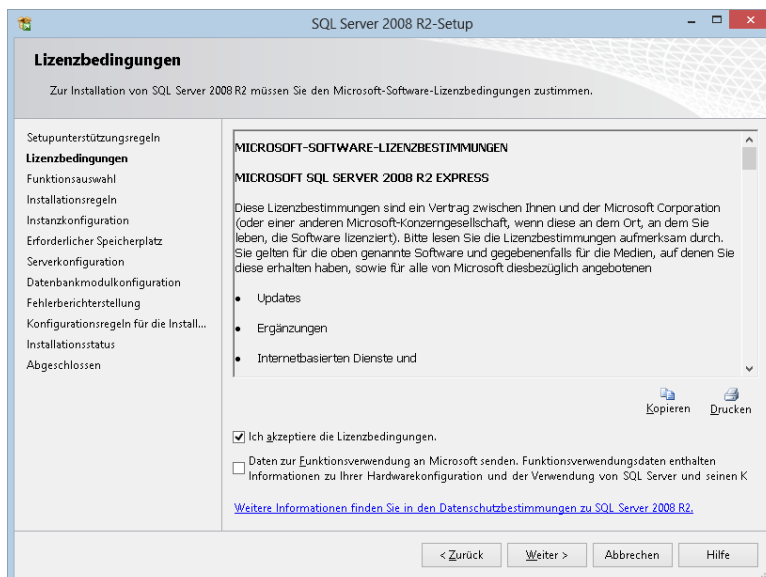 SQL Server 2008 R2-Setup
Lizenzbedingungen
Zur Installation von SQL Server 2008 R2 müssen Sie den Microsoft-Software-Lizenzbedingungen zustimmen.
Setupunterstützungsregeln
Lizenzbedingungen
Funktionsauswahl
Installationsregeln
Instanzkonfiguration
Erforderlicher Speicherplatz
Serverkonfiguration
Datenbankmodulkonfiguration
Fehlerberichterstellung
Konfigurationsregeln für die Install...
Installationsstatus
Abgeschlossen
MICROSOFT-SOFTWARE-LIZENZBESTIMMUNGEN
MICROSOFT SQL SERVER 2008 R2 EXPRESS
Diese Lizenzbestimmungen sind ein Vertrag zwischen Ihnen und der Microsoft Corporation
(oder einer anderen Microsoft-Konzerngesellschaft, wenn diese an dem Ort, an dem Sie
leben, die Software lizenziert). Bitte lesen Sie die Lizenzbestimmungen aufmerksam durch.
Sie gelten für die oben genannte Software und gegebenenfalls für die Medien, auf denen Sie
diese erhalten haben, sowie für alle von Microsoft diesbezüglich angebotenen
• Updates
• Ergänzungen
• Internetbasierten Dienste und
Kopieren Drucken
Ich akzeptiere die Lizenzbedingungen.
Daten zur Funktionsverwendung an Microsoft senden. Funktionsverwendungsdaten enthalten
Informationen zu Ihrer Hardwarekonfiguration und der Verwendung von SQL Server und seinen K
Weitere Informationen finden Sie in den Datenschutzbestimmungen zu SQL Server 2008 R2.
< Zurück Weiter > Abbrechen Hilfe